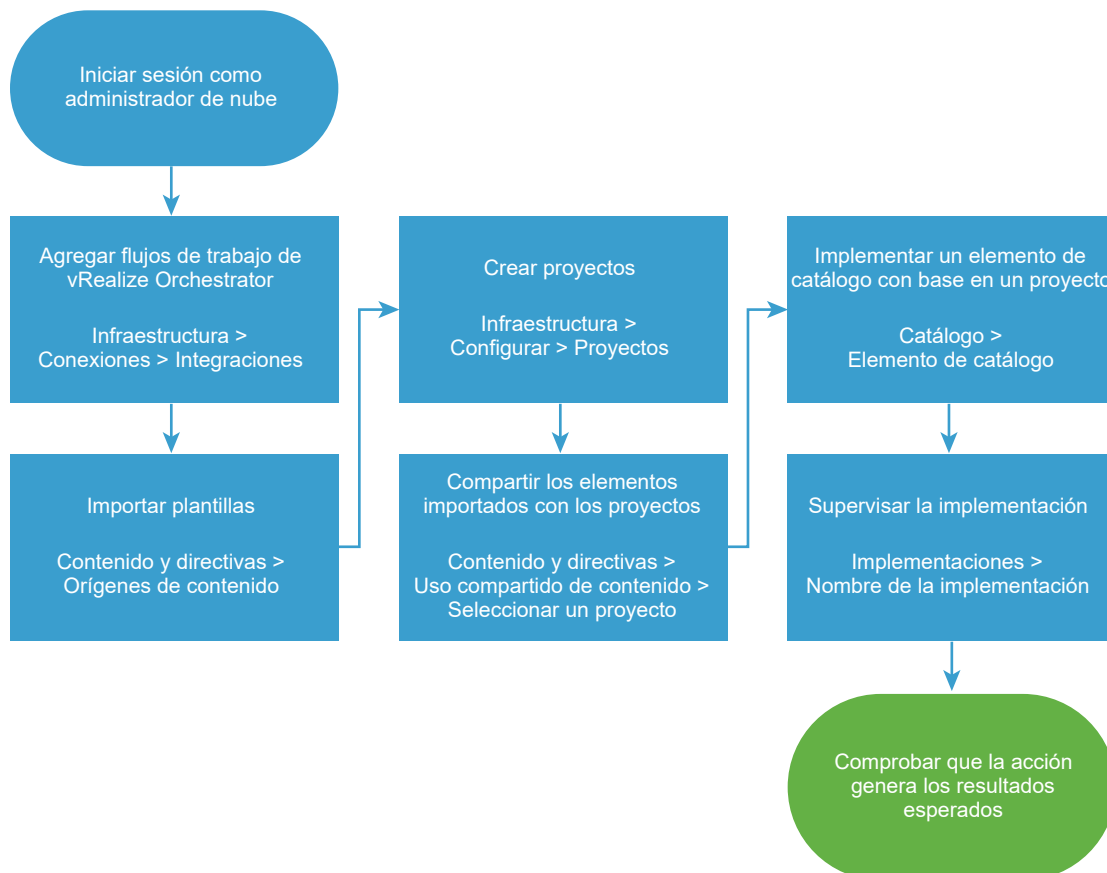 Iniciar sesión como
administrador de nube
Agregar flujos de trabajo de
vRealize Orchestrator
Infraestructura >
Conexiones > Integraciones
Importar plantillas
Contenido y directivas >
Orígenes de contenido
Crear proyectos
Infraestructura >
Configurar > Proyectos
Compartir los elementos
importados con los proyectos
Contenido y directivas >
Uso compartido de contenido >
Seleccionar un proyecto
Implementar un elemento de
catálogo con base en un proyecto
Catálogo >
Elemento de catálogo
Supervisar la implementación
Implementaciones >
Nombre de la implementación
Comprobar que la acción
genera los resultados
esperados